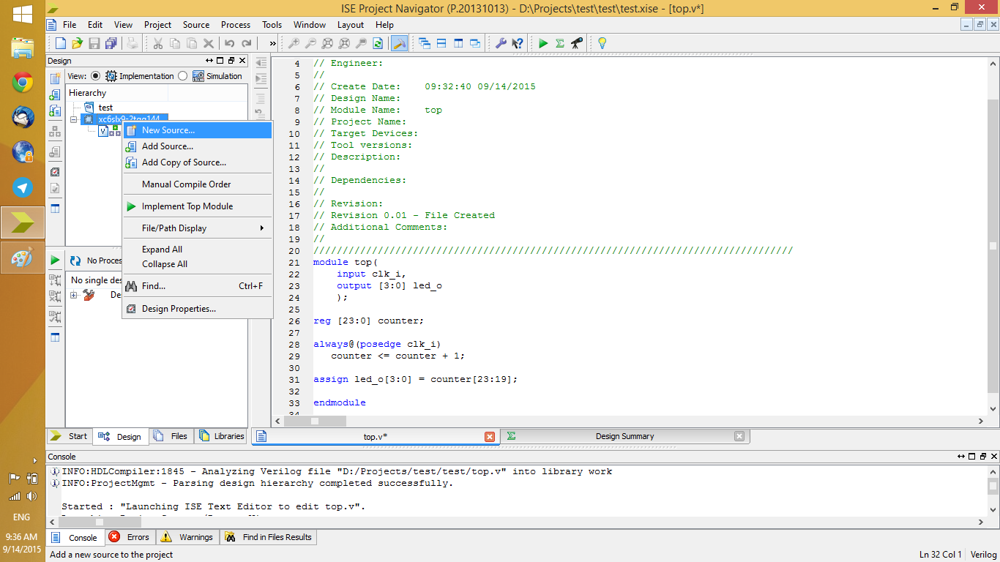 ISE Project Navigator (P.20131013) - D:\Projects\test\test\test.xise - [top.v*]
File Edit View Project Source Process Tools Window Layout Help
Design
View: Implementation Simulation
Hierarchy
test
xc6slx9-2tqg144
New Source...
Add Source...
Add Copy of Source...
Manual Compile Order
Implement Top Module
File/Path Display
Expand All
Collapse All
Find... Ctrl+F
Design Properties...
No
No single
4 // Engineer:
5 //
6 // Create Date: 09:32:40 09/14/2015
7 // Design Name:
8 // Module Name: top
9 // Project Name:
10 // Target Devices:
11 // Tool versions:
12 // Description:
13 //
14 // Dependencies:
15 //
16 // Revision:
17 // Revision 0.01 - File Created
18 // Additional Comments:
19 //
20 //////////////////////////////////////////////////////////////////////////////////
21 module top(
22 input clk_i,
23 output [3:0] led_o
24 );
25
26 reg [23:0] counter;
27
28 always@(posedge clk_i)
29 counter <= counter + 1;
30
31 assign led_o[3:0] = counter[23:19];
32
33 endmodule
34
Start Design Files Libraries
top.v* Design Summary
Console
INFO:HDLCompiler:1845 - Analyzing Verilog file "D:/Projects/test/test/top.v" into library work
INFO:ProjectMgmt - Parsing design hierarchy completed successfully.
Started : "Launching ISE Text Editor to edit top.v".
Console Errors Warnings Find in Files Results
Add a new source to the project
Ln 32 Col 1 Verilog
ENG
9:36 AM
9/14/2015